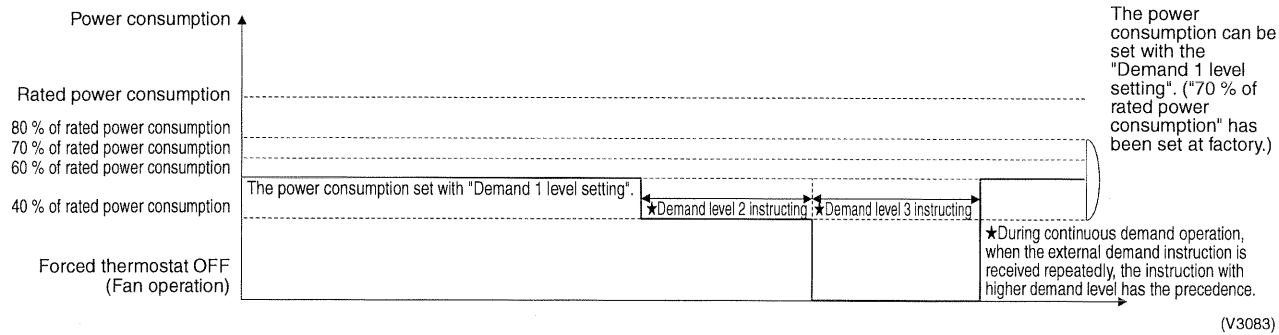 Power consumption
The power
consumption can be
set with the
"Demand 1 level
setting". ("70 % of
rated power
consumption" has
been set at factory.)
Rated power consumption
80 % of rated power consumption
70 % of rated power consumption
60 % of rated power consumption
The power consumption set with "Demand 1 level setting".
40 % of rated power consumption
★Demand level 2 instructing
★Demand level 3 instructing
★During continuous demand operation,
when the external demand instruction is
received repeatedly, the instruction with
higher demand level has the precedence.
Forced thermostat OFF
(Fan operation)
(V3083)